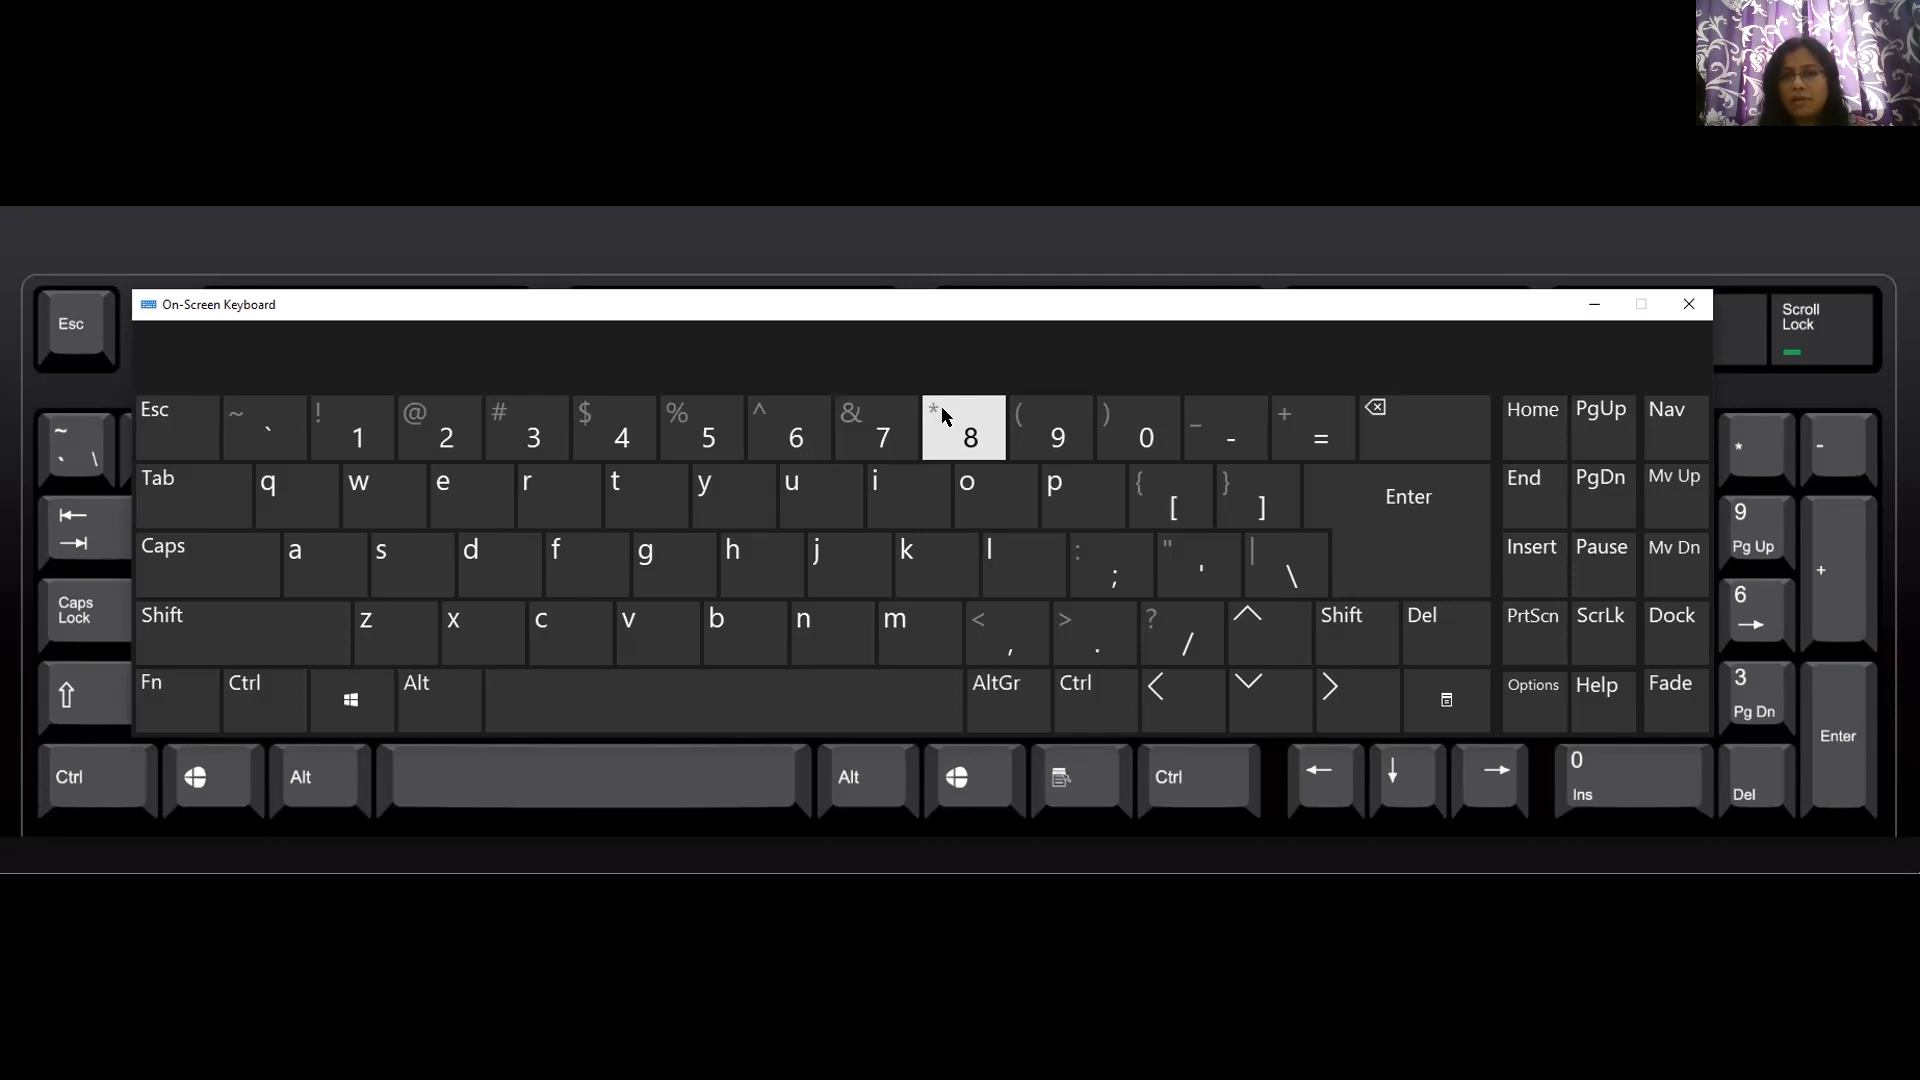 On-Screen Keyboard
Esc
Scroll
Lock
Esc ~ ` ! 1 @ 2 # 3 $ 4 % 5 ^ 6 & 7 * 8 ( 9 ) 0 _ - + = Home PgUp Nav
~ ` \ * -
Tab q w e r t y u i o p { [ } ] Enter End PgDn Mv Up
9
Pg Up
+
Caps a s d f g h j k l : ; " ' | \ Insert Pause Mv Dn
Caps
Lock
6
Shift z x c v b n m < , > . ? / Shift Del PrtScn ScrLk Dock
Fn Ctrl Alt AltGr Ctrl Options Help Fade
3
Pg Dn
Enter
Ctrl Alt Alt Ctrl
0
Ins
Del